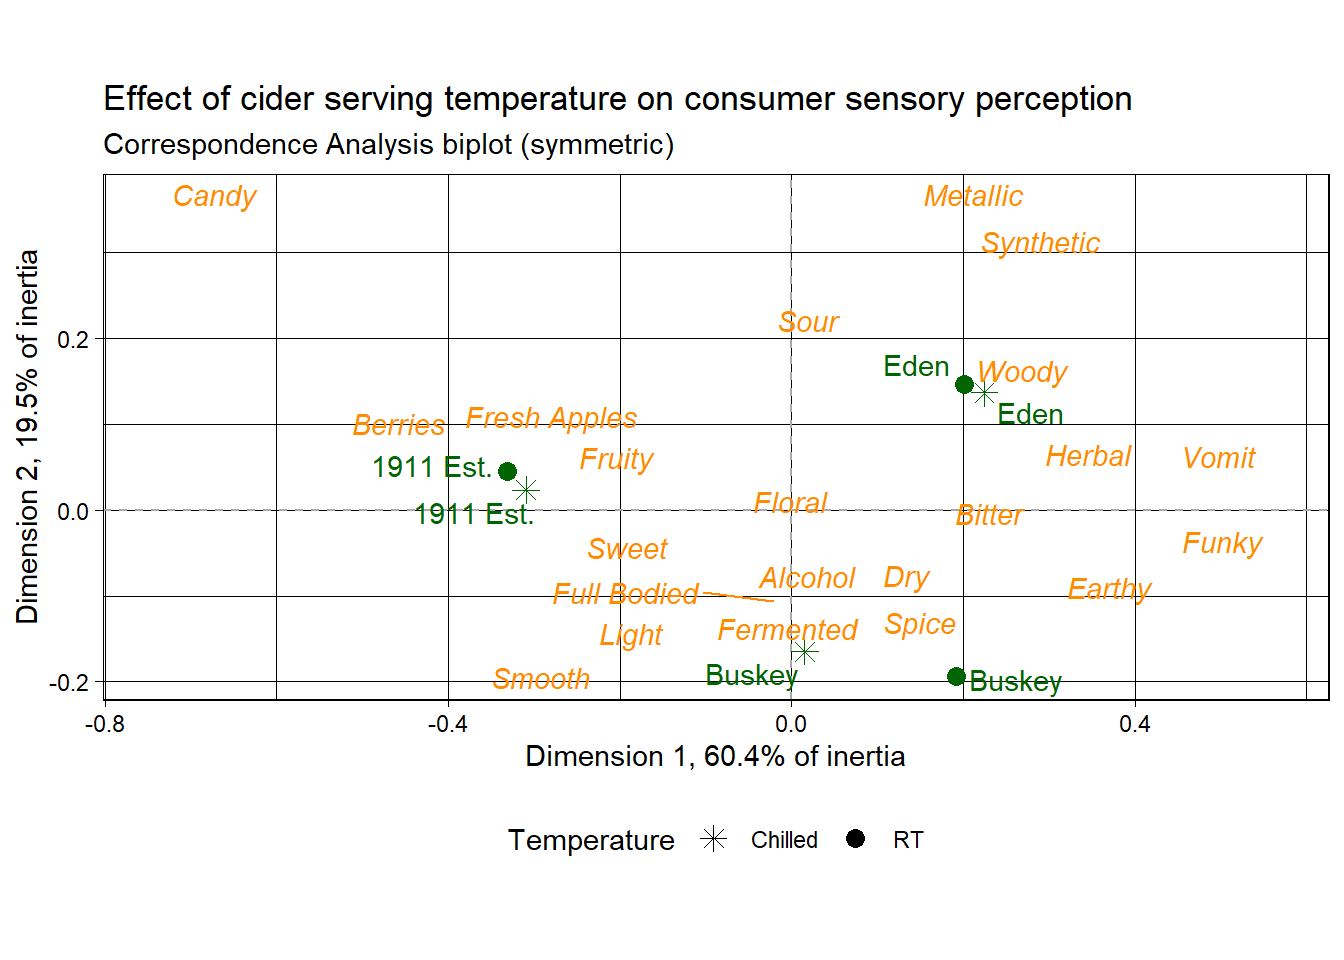 Effect of cider serving temperature on consumer sensory perception
Correspondence Analysis biplot (symmetric)
Candy
Metallic
Synthetic
Sour
0.2
Eden
Woody
Eden
Berries
Fresh Apples
Fruity
Herbal
Vomit
1911 Est.
1911 Est.
0.0
Floral
Bitter
Funky
Sweet
Alcohol
Dry
Earthy
Full Bodied
Light
Fermented
Spice
Smooth
Buskey
Buskey
-0.2
Dimension 2, 19.5% of inertia
-0.8
-0.4
0.0
0.4
Dimension 1, 60.4% of inertia
Temperature
Chilled
RT